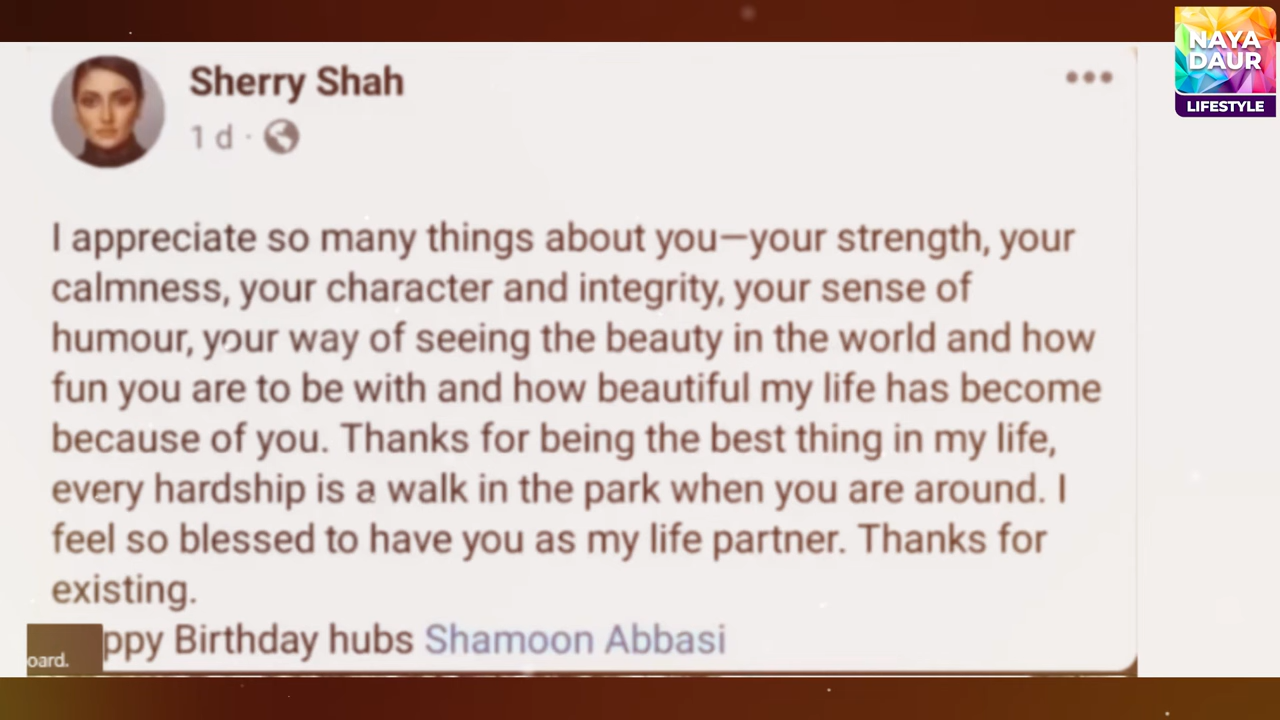 NAYA
DAUR
LIFESTYLE
Sherry Shah
1 d ·
I appreciate so many things about you—your strength, your
calmness, your character and integrity, your sense of
humour, your way of seeing the beauty in the world and how
fun you are to be with and how beautiful my life has become
because of you. Thanks for being the best thing in my life,
every hardship is a walk in the park when you are around. I
feel so blessed to have you as my life partner. Thanks for
existing.
ppy Birthday hubs Shamoon Abbasi
oard.